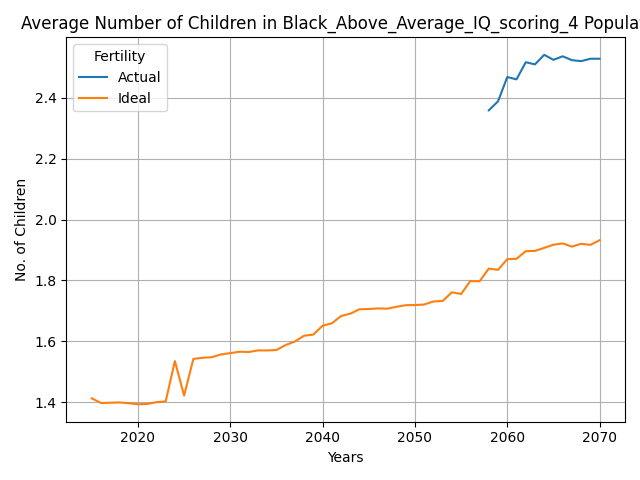 Average Number of Children in Black_Above_Average_IQ_scoring_4 Popula
Fertility
Actual
Ideal
No. of Children
2.4
2.2
2.0
1.8
1.6
1.4
2020 2030 2040 2050 2060 2070
Years